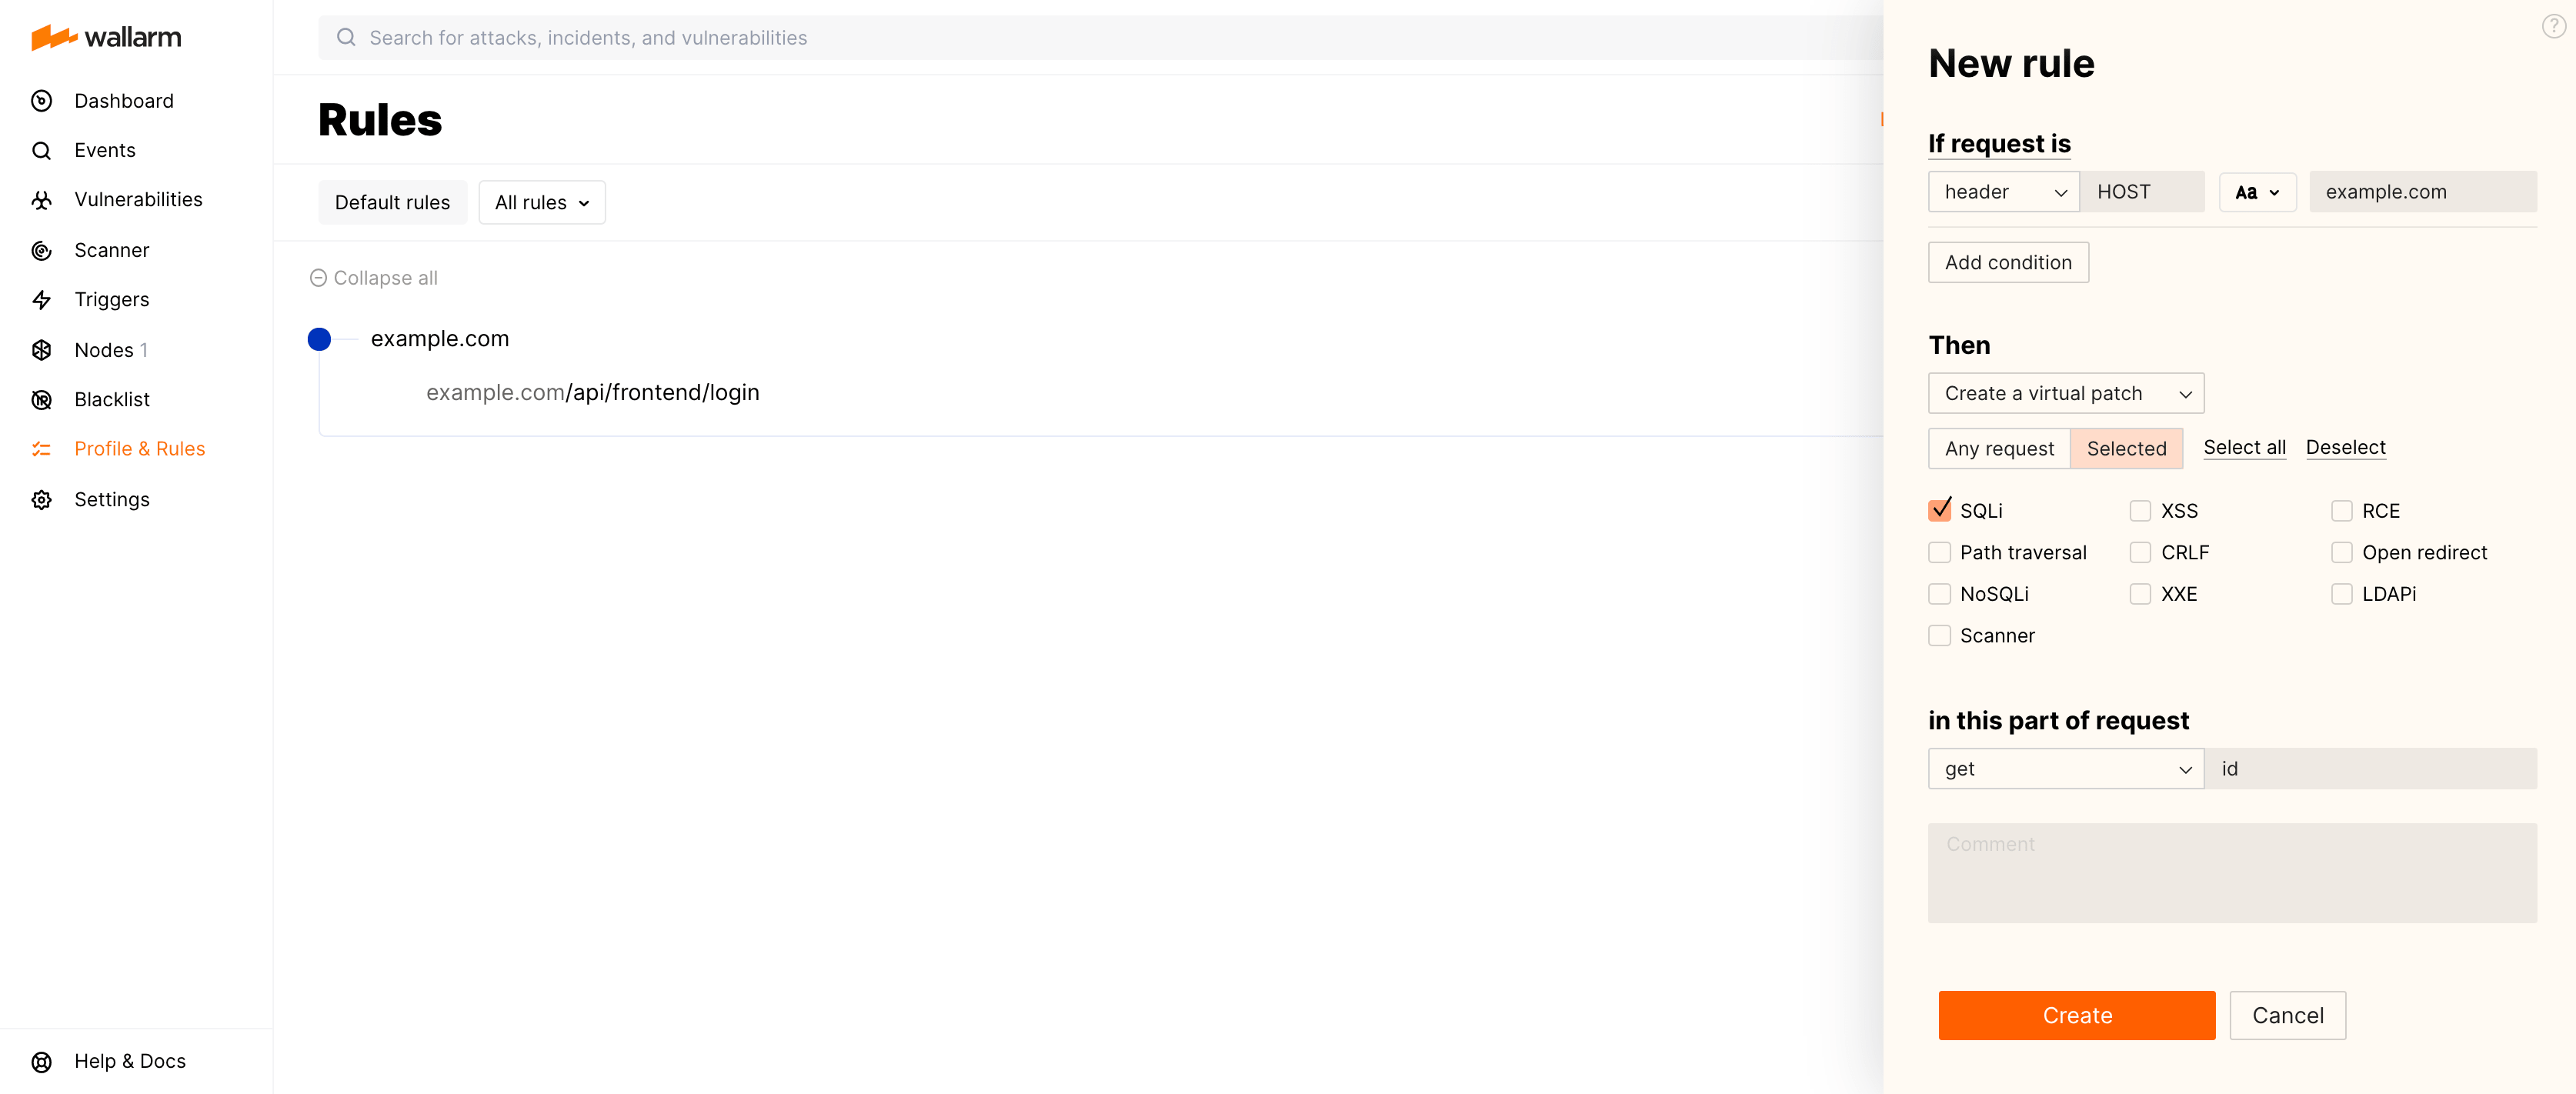 wallarm
Dashboard
Events
Vulnerabilities
Scanner
Triggers
Nodes 1
Blacklist
Profile & Rules
Settings
Help & Docs
Search for attacks, incidents, and vulnerabilities
Rules
Default rules All rules
Collapse all
example.com
example.com/api/frontend/login
?
New rule
If request is
header HOST Aa example.com
Add condition
Then
Create a virtual patch
Any request Selected Select all Deselect
SQLi XSS RCE
Path traversal CRLF Open redirect
NoSQLi XXE LDAPi
Scanner
in this part of request
get id
Comment
Create Cancel